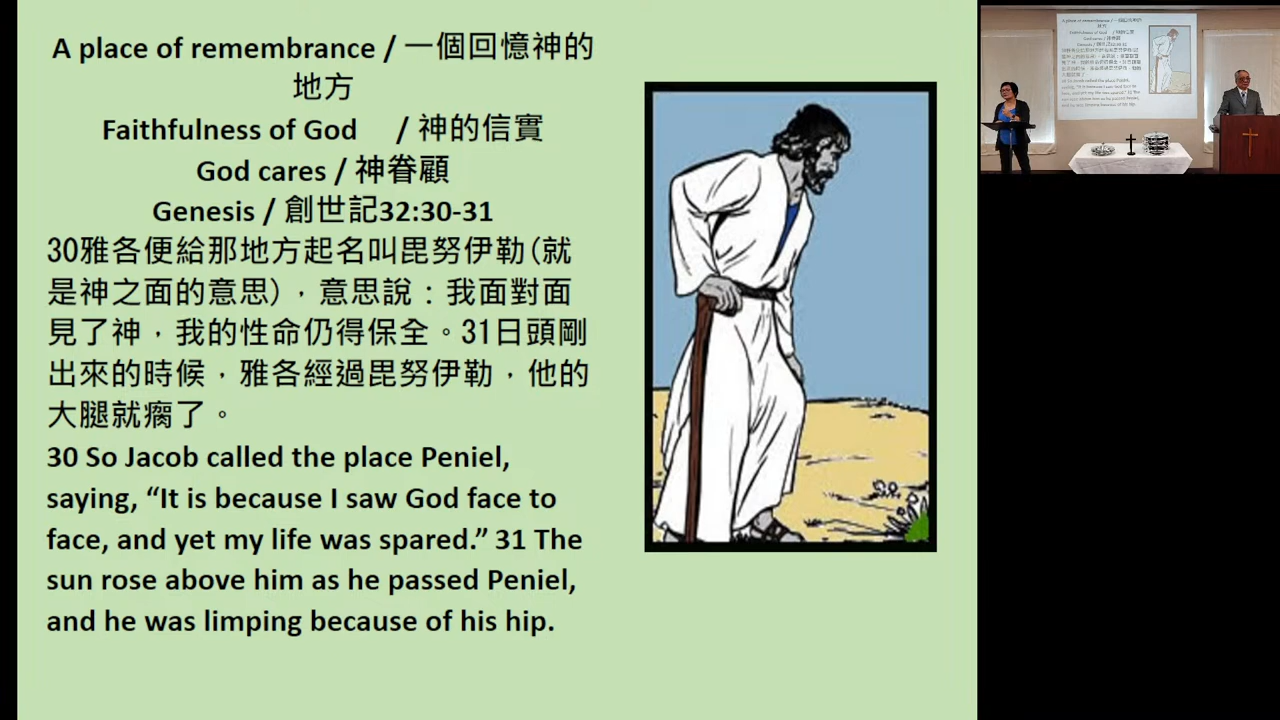 A place of remembrance / 一個回憶神的
地方
Faithfulness of God / 神的信實
God cares / 神眷顧
Genesis / 創世記32:30-31
30雅各便給那地方起名叫毘努伊勒(就
是神之面的意思)，意思說：我面對面
見了神，我的性命仍得保全。31日頭剛
出來的時候，雅各經過毘努伊勒，他的
大腿就瘸了。
30 So Jacob called the place Peniel,
saying, “It is because I saw God face to
face, and yet my life was spared.” 31 The
sun rose above him as he passed Peniel,
and he was limping because of his hip.